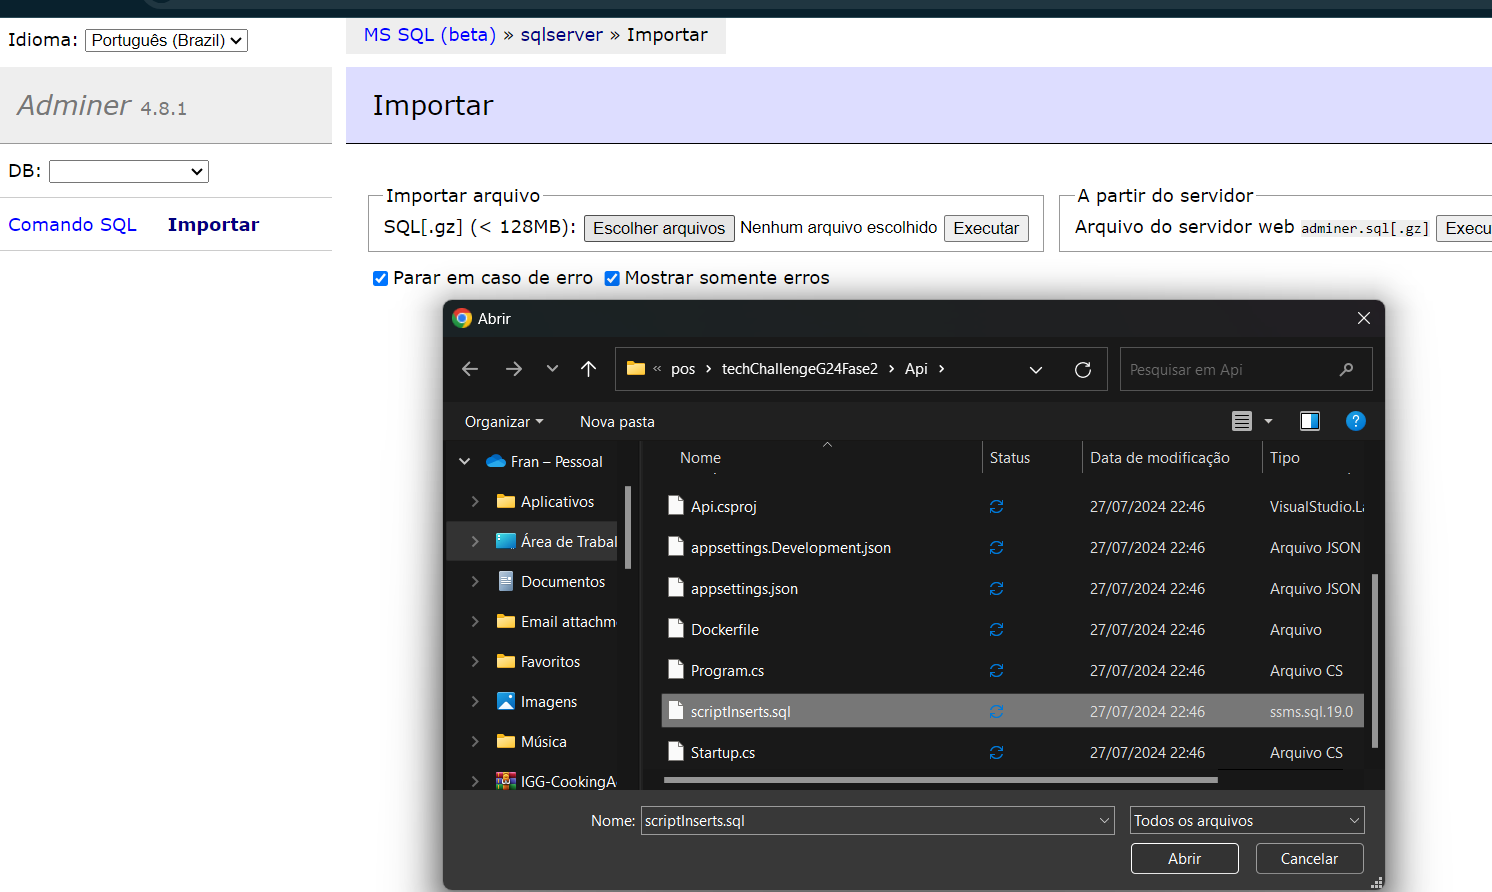 Idioma: Português (Brazil)
MS SQL (beta) » sqlserver » Importar
Adminer 4.8.1
Importar
DB:
Comando SQL Importar
Importar arquivo
SQL[.gz] (< 128MB): Escolher arquivos Nenhum arquivo escolhido Executar
A partir do servidor
Arquivo do servidor web adminer.sql[.gz] Execu
Parar em caso de erro Mostrar somente erros
Abrir
« pos › techChallengeG24Fase2 › Api ›
Pesquisar em Api
Organizar Nova pasta
?
Fran – Pessoal
Aplicativos
Área de Trabal
Documentos
Email attachm
Favoritos
Imagens
Música
IGG-CookingA
Nome Status Data de modificação Tipo
Api.csproj 27/07/2024 22:46 VisualStudio.La
appsettings.Development.json 27/07/2024 22:46 Arquivo JSON
appsettings.json 27/07/2024 22:46 Arquivo JSON
Dockerfile 27/07/2024 22:46 Arquivo
Program.cs 27/07/2024 22:46 Arquivo CS
scriptInserts.sql 27/07/2024 22:46 ssms.sql.19.0
Startup.cs 27/07/2024 22:46 Arquivo CS
Nome: scriptInserts.sql Todos os arquivos
Abrir Cancelar